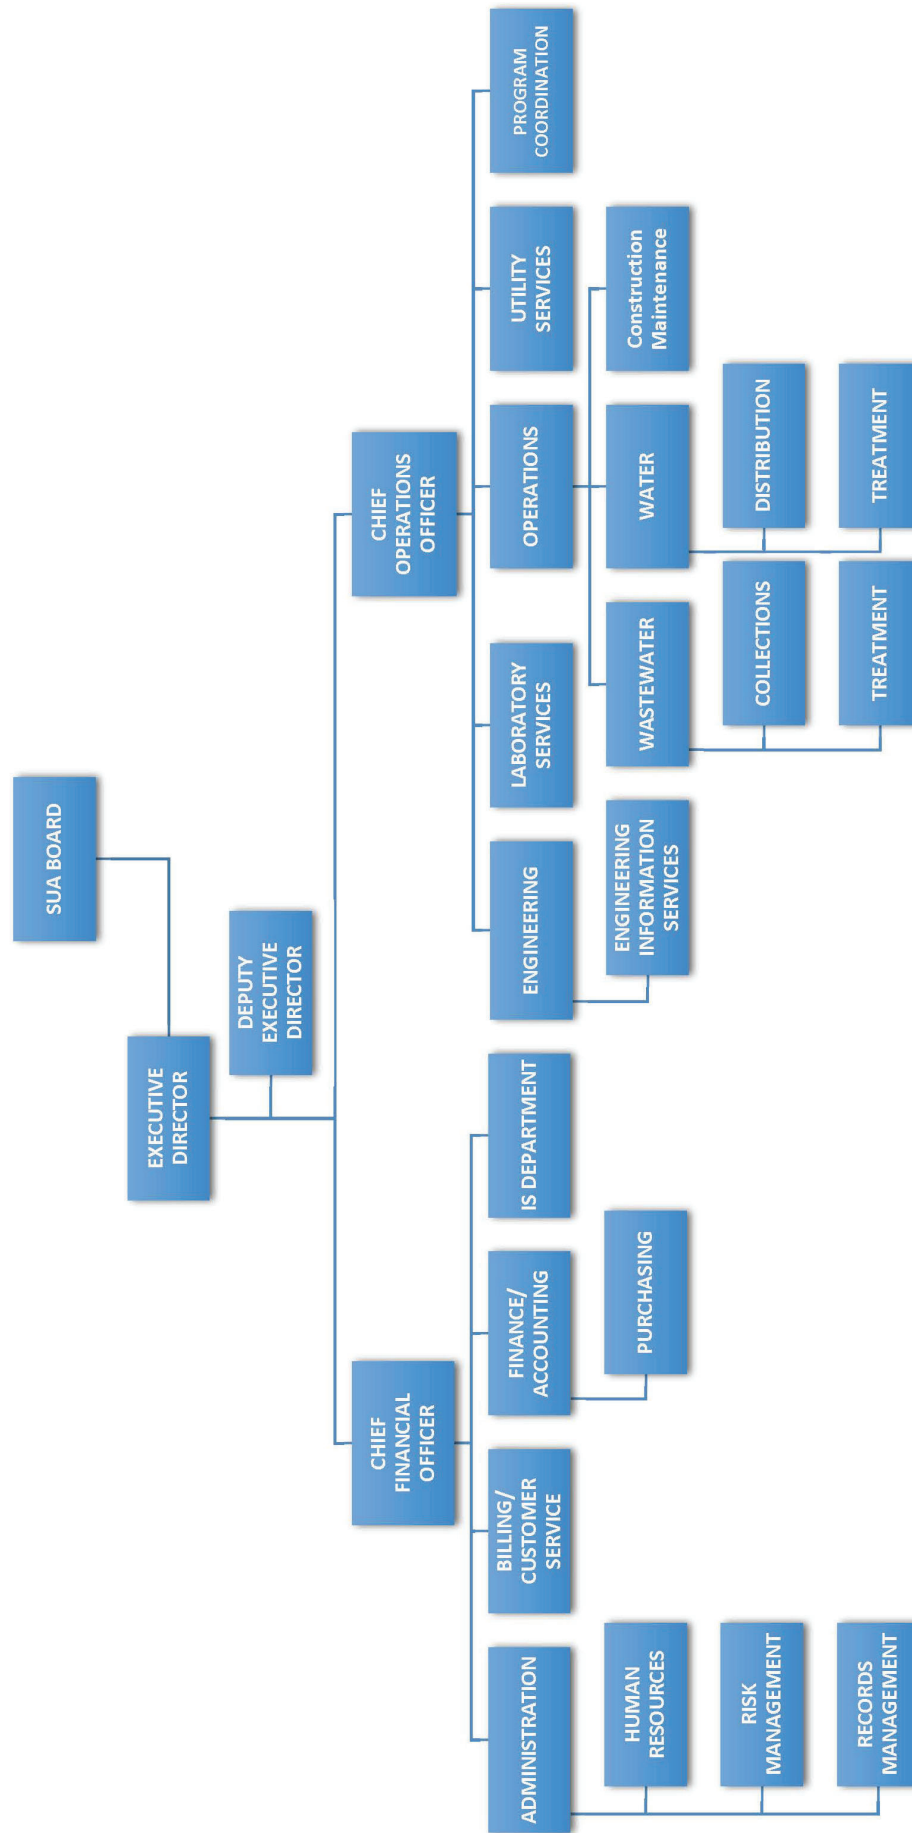 SUA BOARD
EXECUTIVE
DIRECTOR
DEPUTY
EXECUTIVE
DIRECTOR
CHIEF
FINANCIAL
OFFICER
CHIEF
OPERATIONS
OFFICER
ADMINISTRATION
BILLING/
CUSTOMER
SERVICE
FINANCE/
ACCOUNTING
IS DEPARTMENT
ENGINEERING
LABORATORY
SERVICES
OPERATIONS
UTILITY
SERVICES
PROGRAM
COORDINATION
HUMAN
RESOURCES
PURCHASING
ENGINEERING
INFORMATION
SERVICES
WASTEWATER
WATER
Construction
Maintenance
RISK
MANAGEMENT
COLLECTIONS
DISTRIBUTION
RECORDS
MANAGEMENT
TREATMENT
TREATMENT